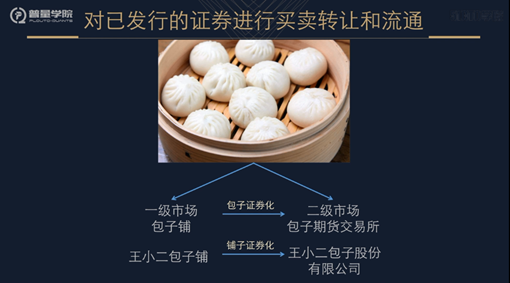 普量学院
PLOUTO-QUANTS
对已发行的证券进行买卖转让和流通
一级市场
包子铺
包子证券化
二级市场
包子期货交易所
王小二包子铺
铺子证券化
王小二包子股份
有限公司